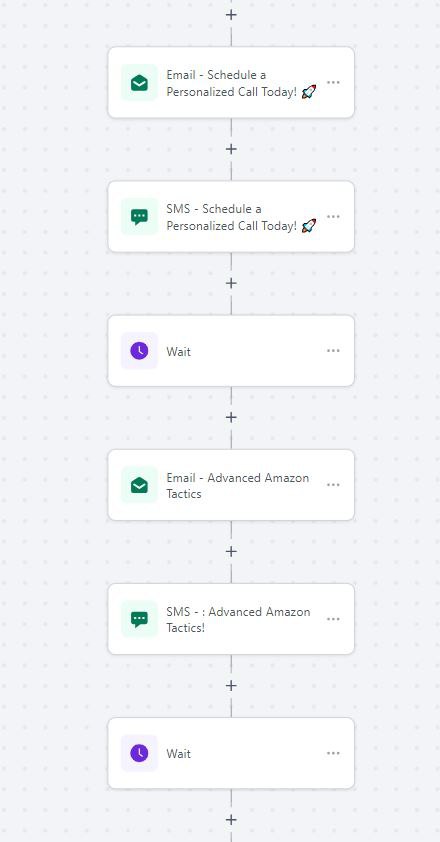 Email - Schedule a
Personalized Call Today! 🚀
SMS - Schedule a
Personalized Call Today! 🚀
Wait
Email - Advanced Amazon
Tactics
SMS - : Advanced Amazon
Tactics!
Wait